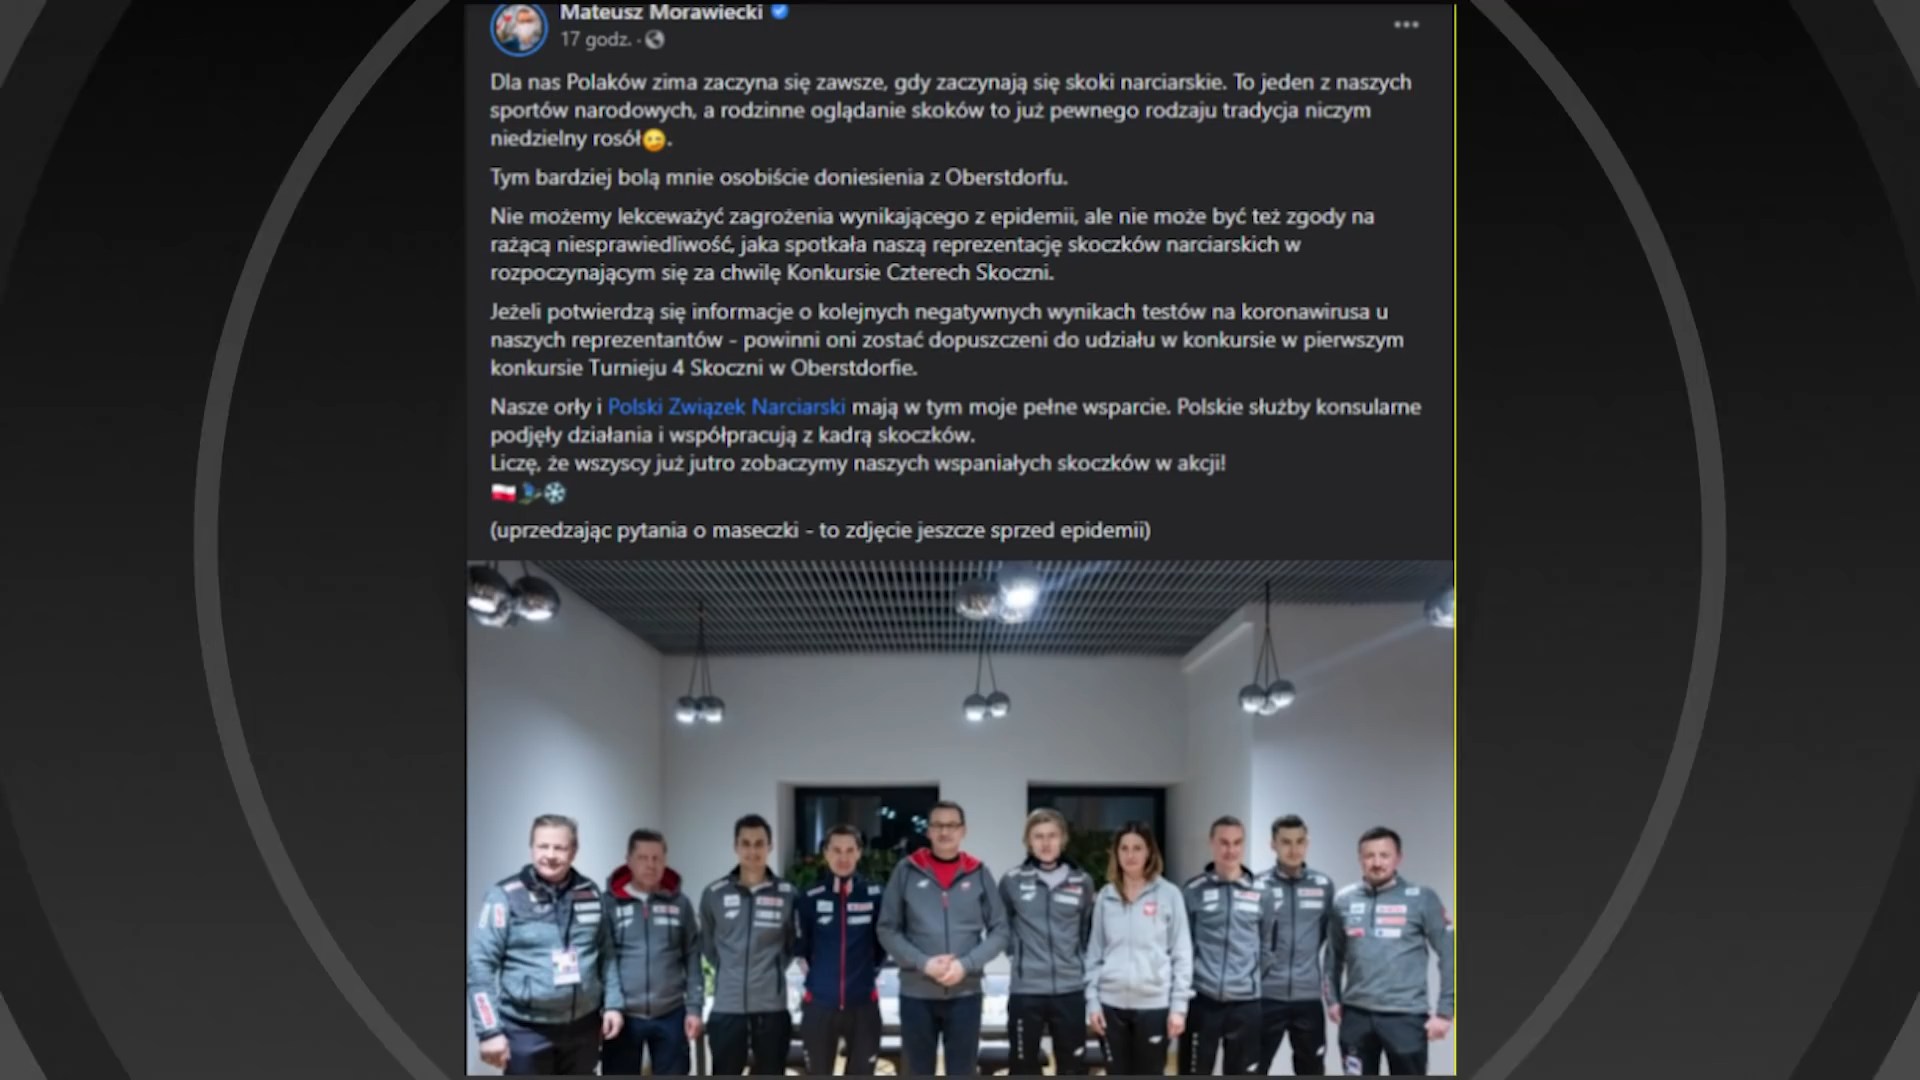 Mateusz Morawiecki
17 godz. ·
Dla nas Polaków zima zaczyna się zawsze, gdy zaczynają się skoki narciarskie. To jeden z naszych
sportów narodowych, a rodzinne oglądanie skoków to już pewnego rodzaju tradycja niczym
niedzielny rosół😉.
Tym bardziej bolą mnie osobiście doniesienia z Oberstdorfu.
Nie możemy lekceważyć zagrożenia wynikającego z epidemii, ale nie może być też zgody na
rażącą niesprawiedliwość, jaka spotkała naszą reprezentację skoczków narciarskich w
rozpoczynającym się za chwilę Konkursie Czterech Skoczni.
Jeżeli potwierdzą się informacje o kolejnych negatywnych wynikach testów na koronawirusa u
naszych reprezentantów - powinni oni zostać dopuszczeni do udziału w konkursie w pierwszym
konkursie Turnieju 4 Skoczni w Oberstdorfie.
Nasze orły i Polski Związek Narciarski mają w tym moje pełne wsparcie. Polskie służby konsularne
podjęły działania i współpracują z kadrą skoczków.
Liczę, że wszyscy już jutro zobaczymy naszych wspaniałych skoczków w akcji!
(uprzedzając pytania o maseczki - to zdjęcie jeszcze sprzed epidemii)